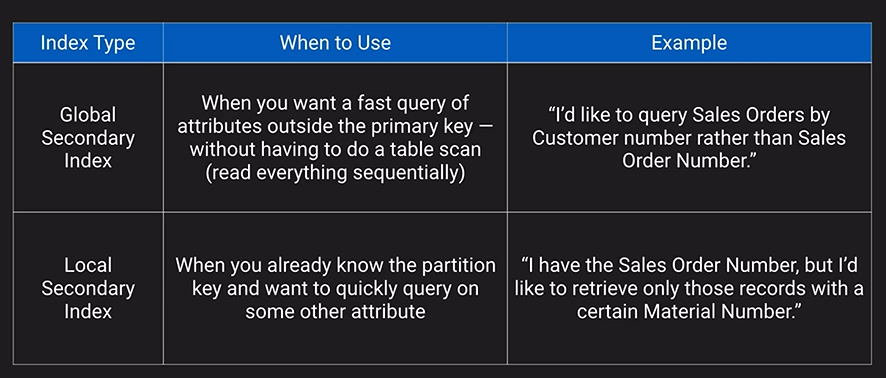 Index Type
When to Use
Example
Global
Secondary
Index
When you want a fast query of
attributes outside the primary key —
without having to do a table scan
(read everything sequentially)
“I’d like to query Sales Orders by
Customer number rather than Sales
Order Number.”
Local
Secondary
Index
When you already know the partition
key and want to quickly query on
some other attribute
“I have the Sales Order Number, but I’d
like to retrieve only those records with a
certain Material Number.”